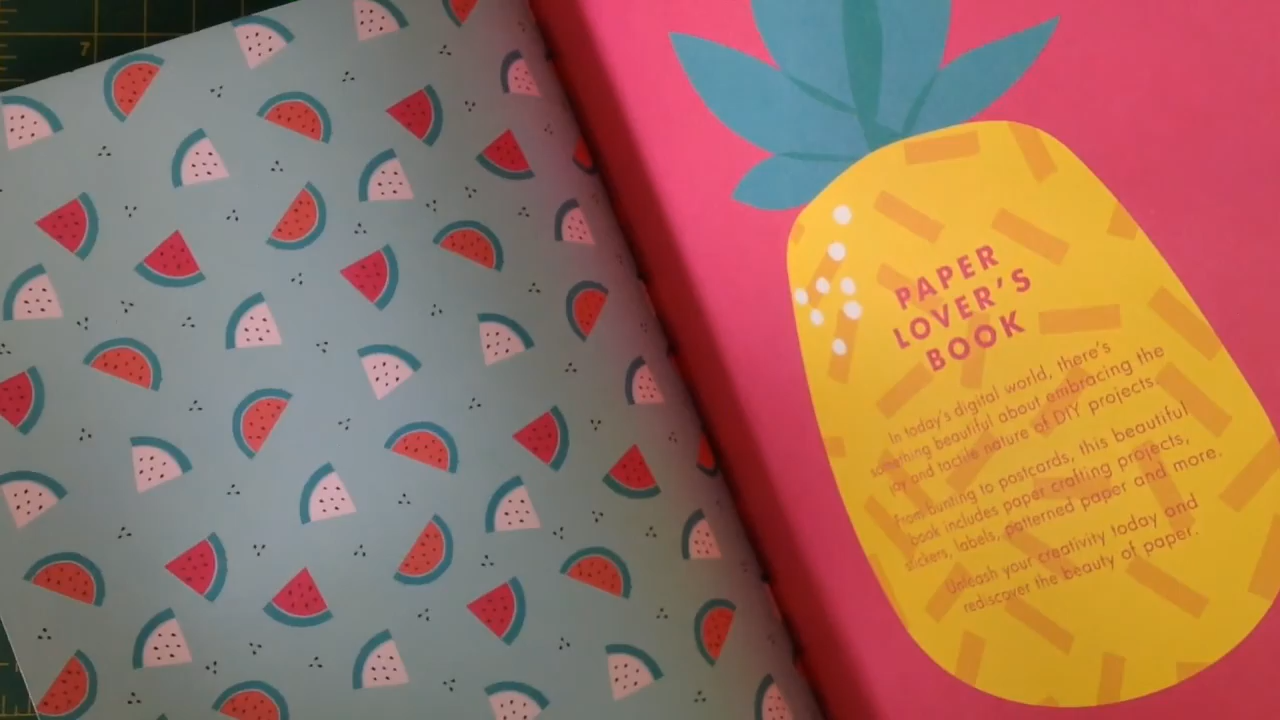 7
PAPER
LOVER'S
BOOK
In today's digital world, there's
something beautiful about embracing the
joy and tactile nature of DIY projects.
From bunting to postcards, this beautiful
book includes paper crafting projects,
stickers, labels, patterned paper and more.
Unleash your creativity today and
rediscover the beauty of paper.